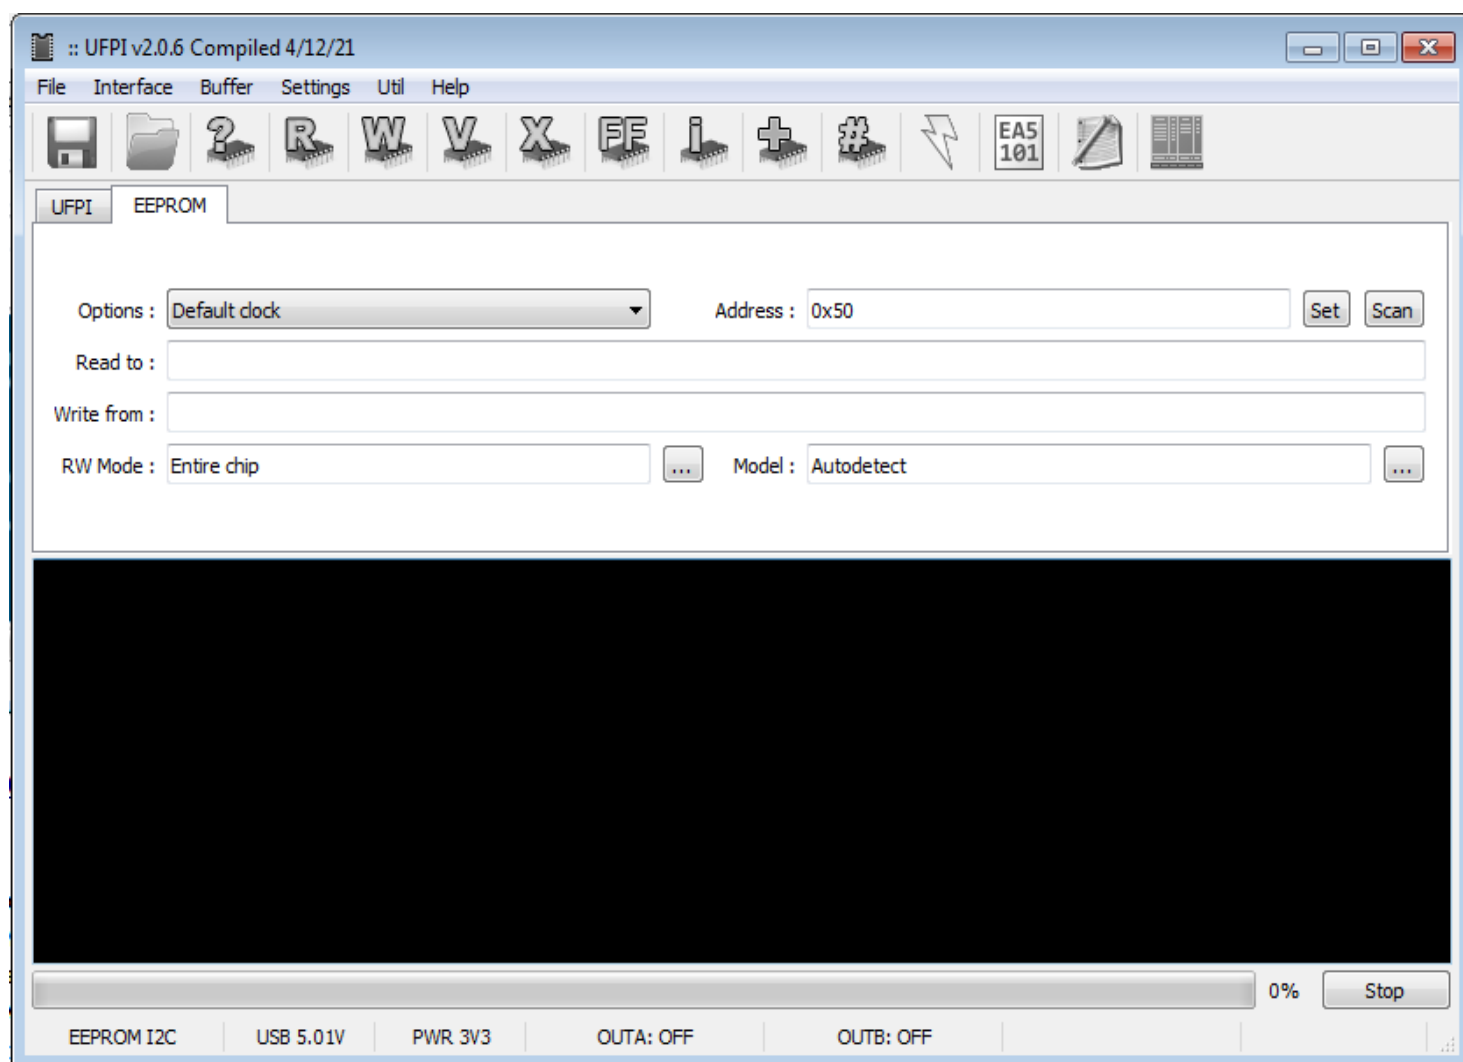 :: UFPI v2.0.6 Compiled 4/12/21
File Interface Buffer Settings Util Help
? R W V X FF i + # EA5
101
UFPI EEPROM
Options : Default clock Address : 0x50 Set Scan
Read to :
Write from :
RW Mode : Entire chip ... Model : Autodetect ...
0% Stop
EEPROM I2C USB 5.01V PWR 3V3 OUTA: OFF OUTB: OFF